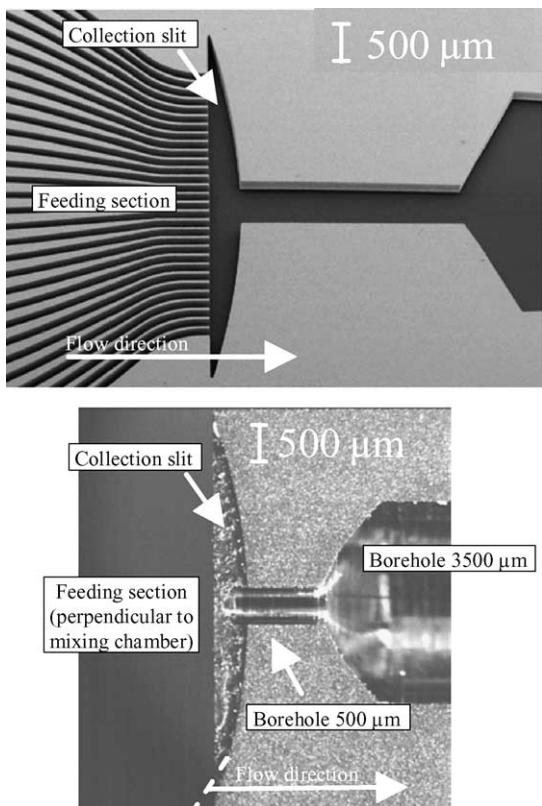 Collection slit
500 µm
Feeding section
Flow direction
Collection slit
500 µm
Borehole 3500 µm
Feeding section
(perpendicular to
mixing chamber)
Borehole 500 µm
Flow direction